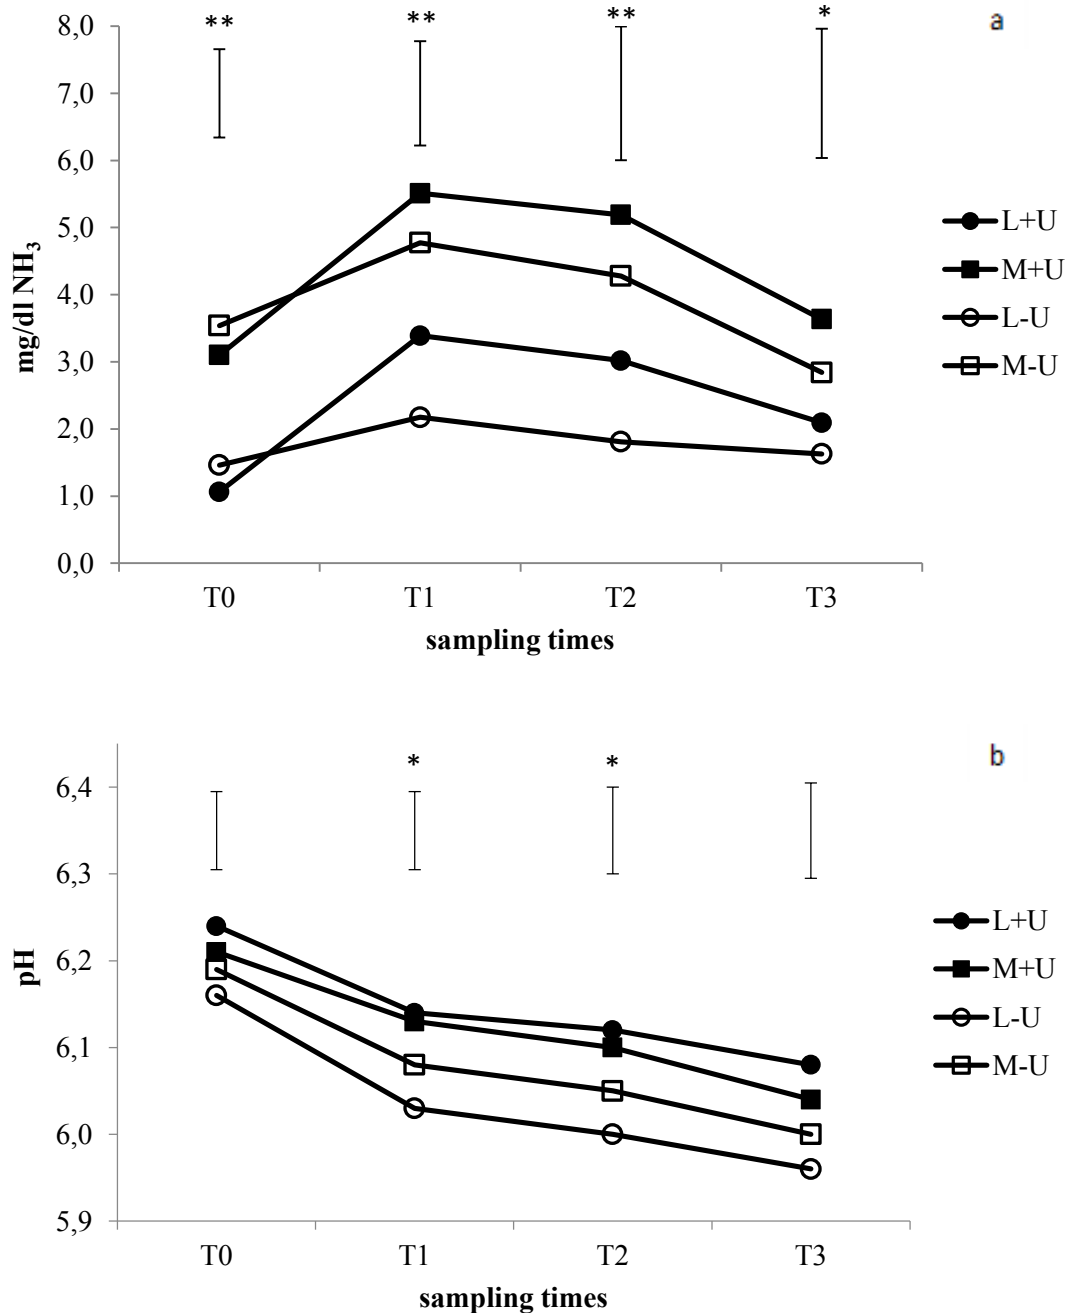 a
** ** ** *
8,0
7,0
6,0
5,0
4,0
3,0
2,0
1,0
0,0
mg/dl NH₃
T0 T1 T2 T3
sampling times
L+U
M+U
L-U
M-U
b
* *
6,4
6,3
6,2
6,1
6,0
5,9
pH
T0 T1 T2 T3
sampling times
L+U
M+U
L-U
M-U